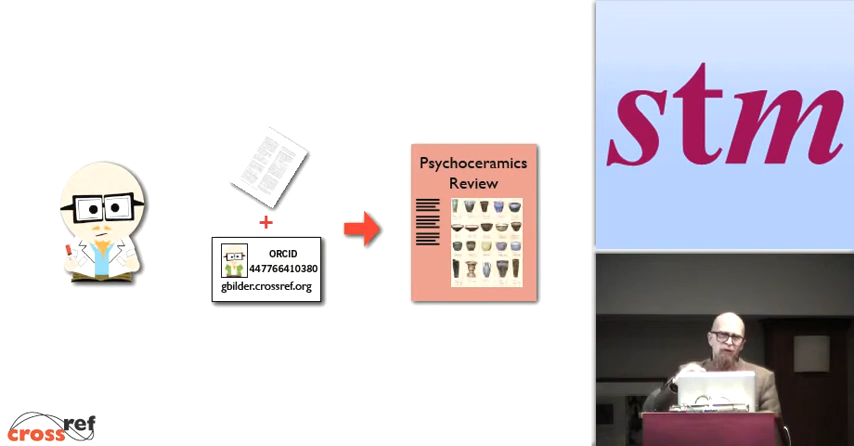 Psychoceramics
Review
+
ORCID
447766410380
gbilder.crossref.org
crossref
stm